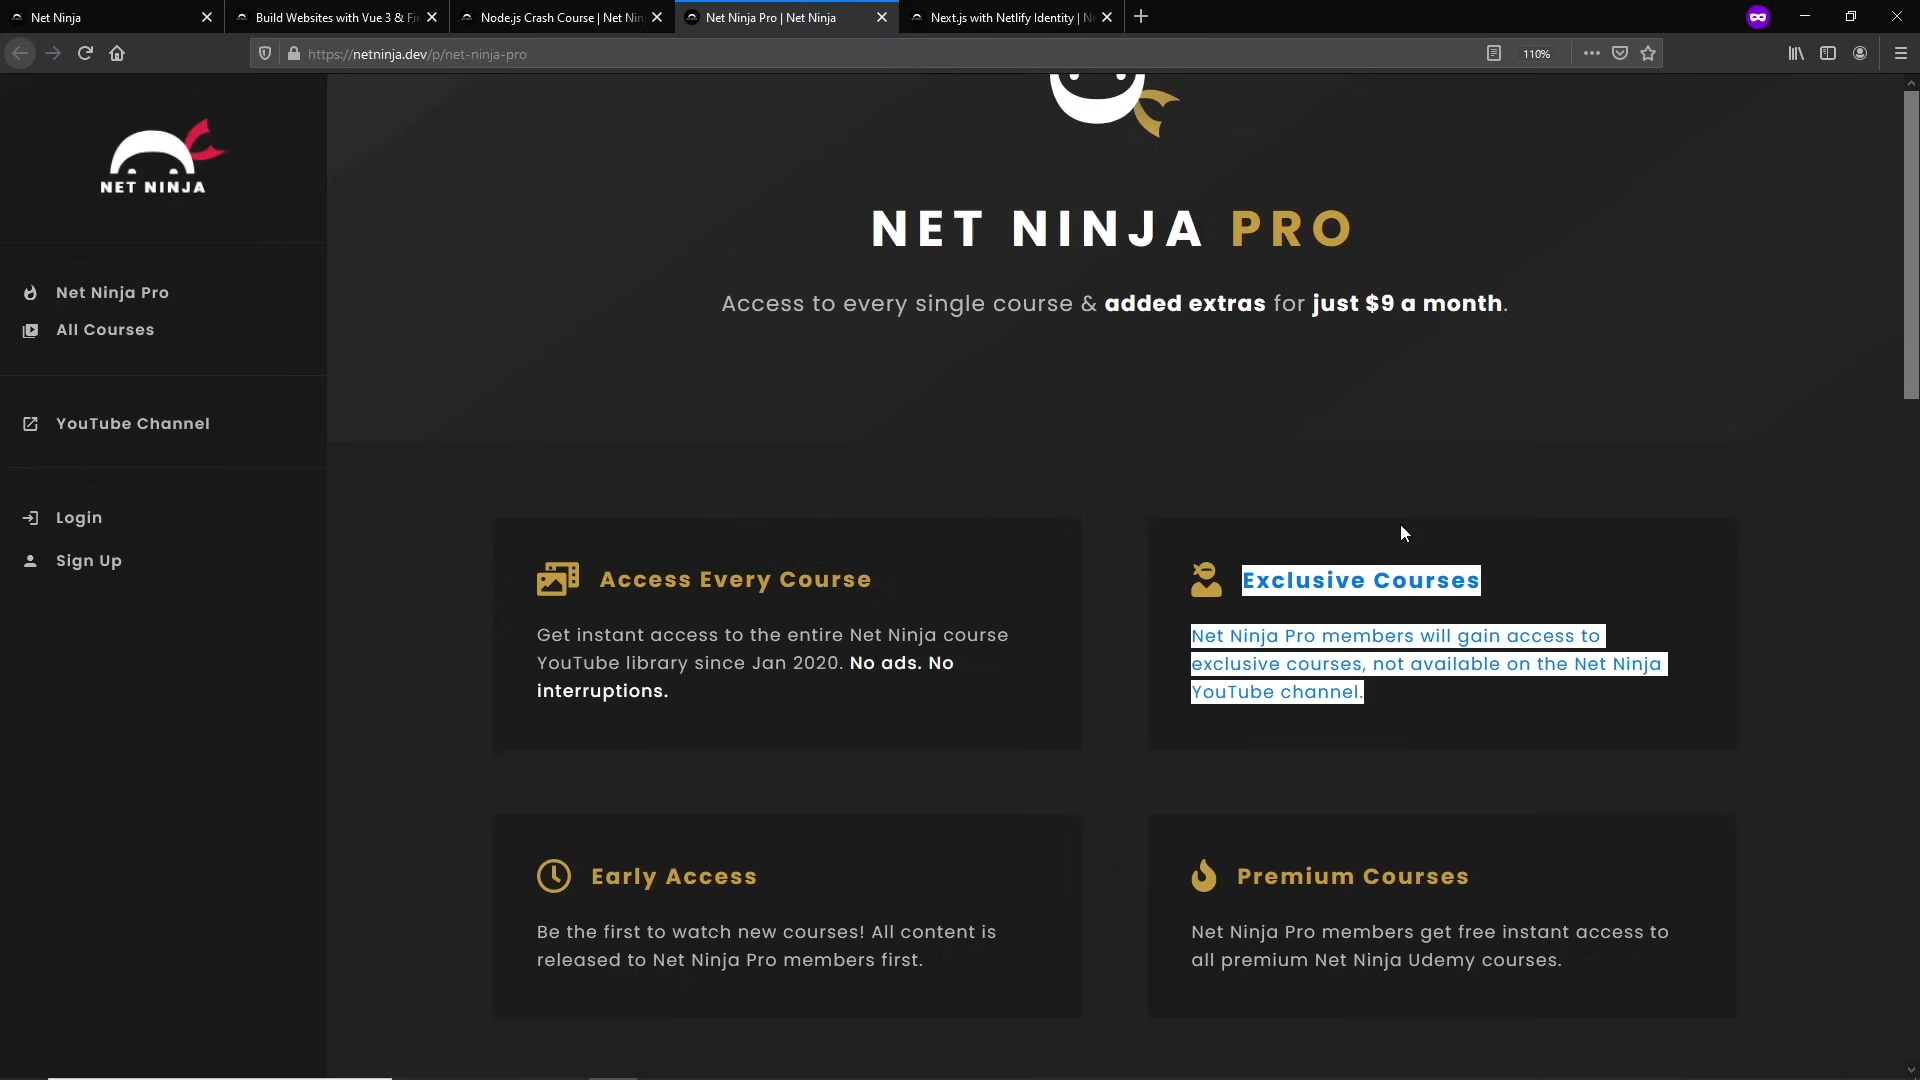 Net Ninja
Build Websites with Vue 3 & Fi
Node.js Crash Course | Net Nin
Net Ninja Pro | Net Ninja
Next.js with Netlify Identity | N
https://netninja.dev/p/net-ninja-pro
110%
NET NINJA
Net Ninja Pro
All Courses
YouTube Channel
Login
Sign Up
NET NINJA PRO
Access to every single course & added extras for just $9 a month.
Access Every Course
Get instant access to the entire Net Ninja course
YouTube library since Jan 2020. No ads. No
interruptions.
Exclusive Courses
Net Ninja Pro members will gain access to
exclusive courses, not available on the Net Ninja
YouTube channel.
Early Access
Be the first to watch new courses! All content is
released to Net Ninja Pro members first.
Premium Courses
Net Ninja Pro members get free instant access to
all premium Net Ninja Udemy courses.